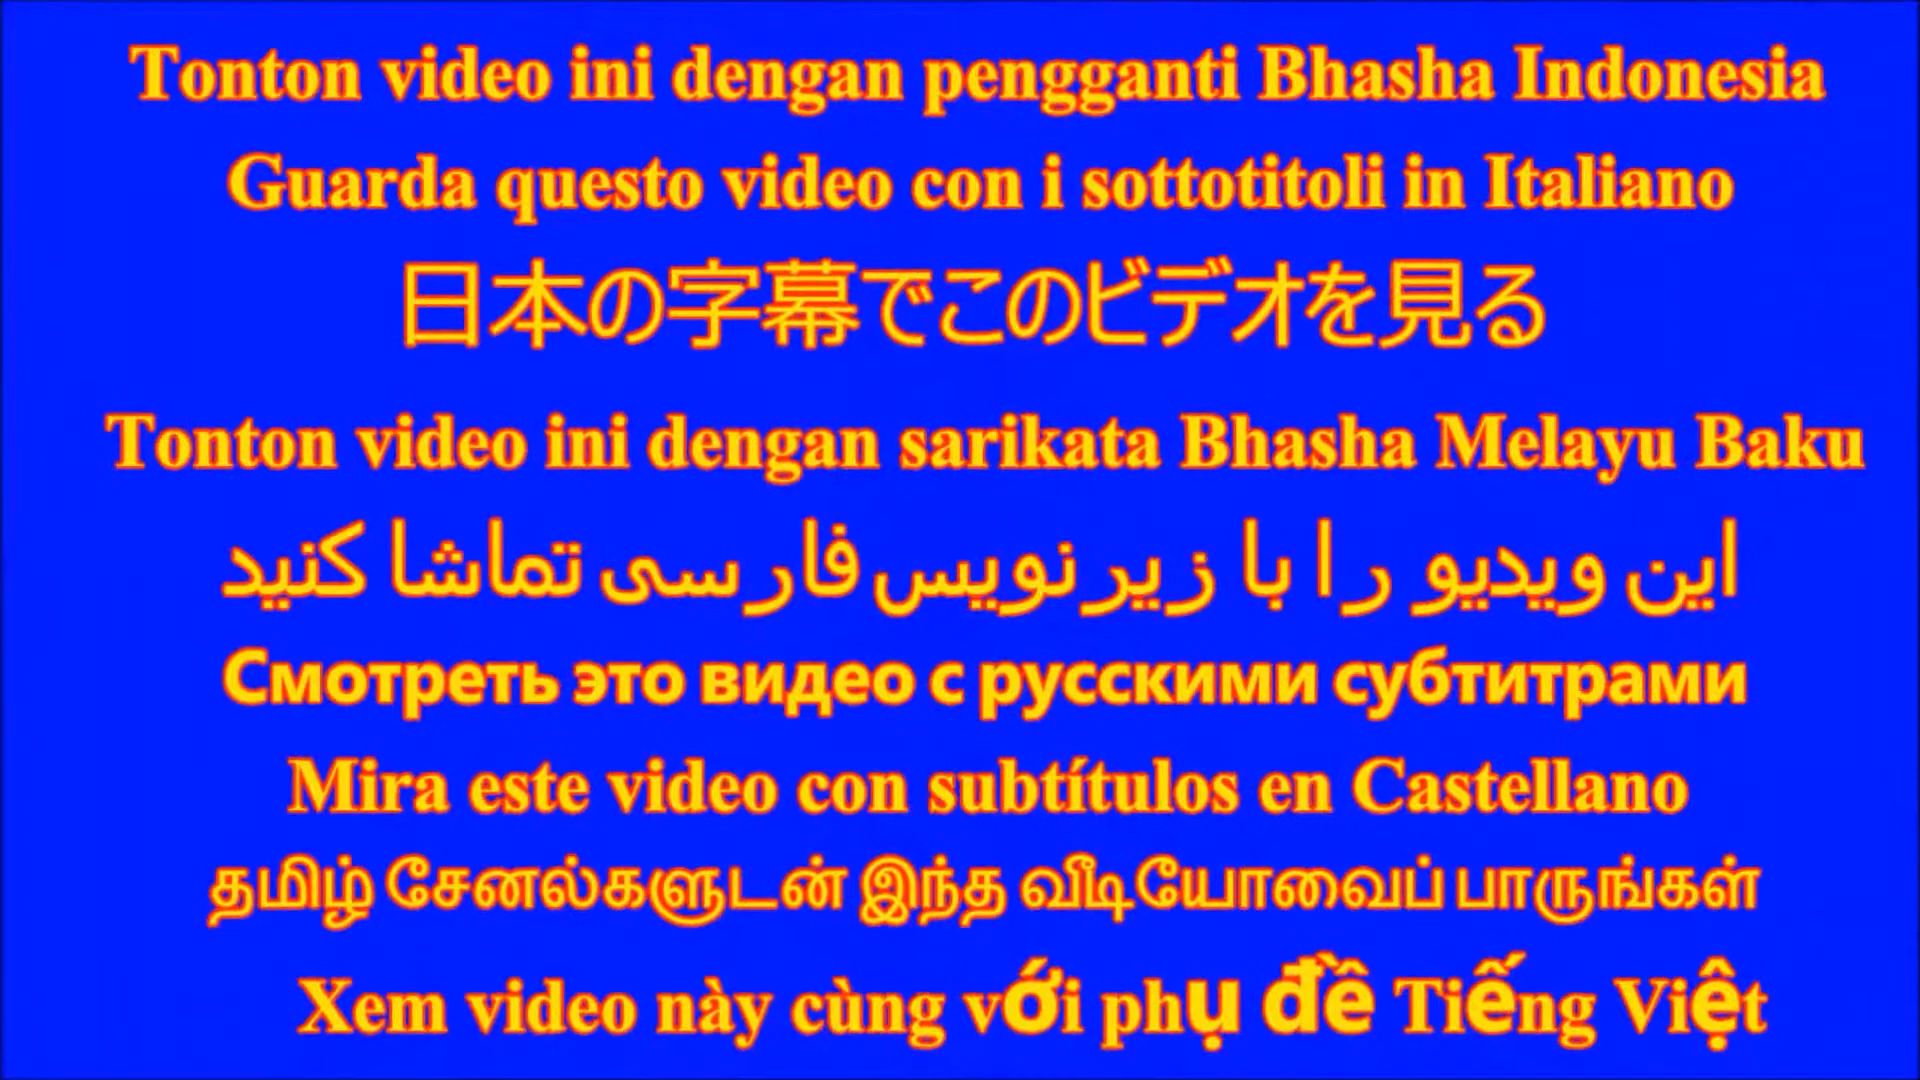 Tonton video ini dengan pengganti Bhasha Indonesia
Guarda questo video con i sottotitoli in Italiano
日本の字幕でこのビデオを見る
Tonton video ini dengan sarikata Bhasha Melayu Baku
این ویدیو را با زیرنویس فارسی تماشا کنید
Смотреть это видео с русскими субтитрами
Mira este video con subtítulos en Castellano
தமிழ் சேனல்களுடன் இந்த வீடியோவைப் பாருங்கள்
Xem video này cùng với phụ đề Tiếng Việt